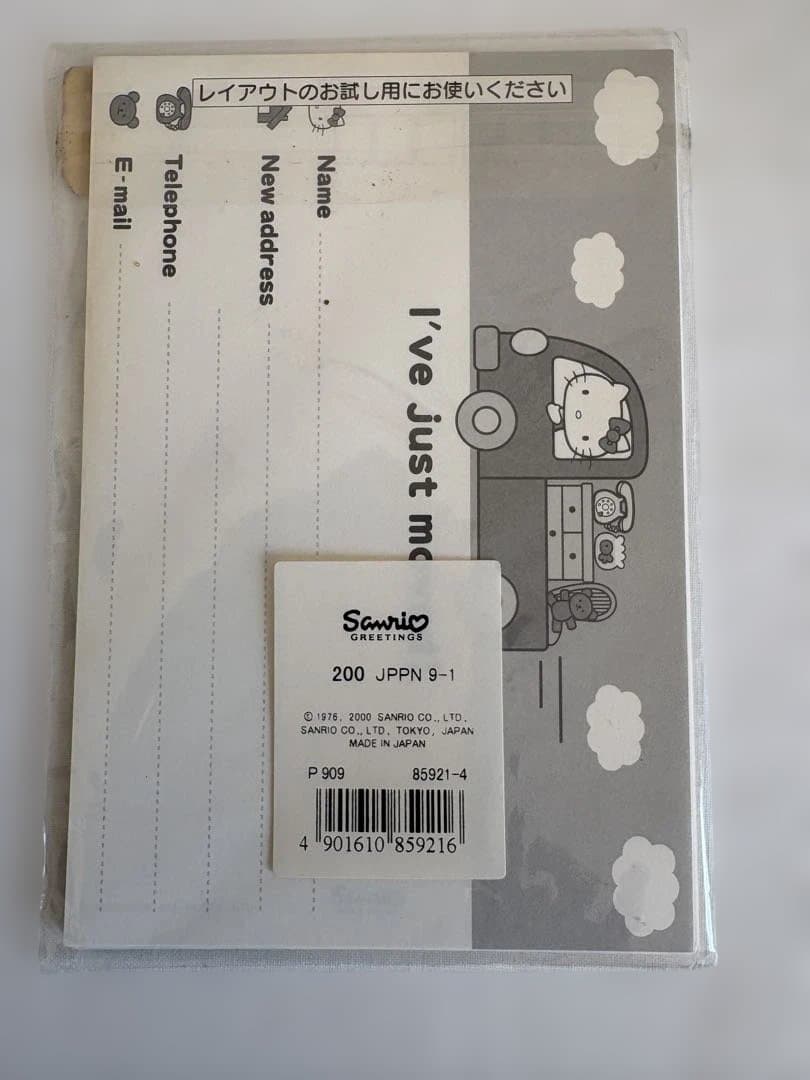 レイアウトのお試し用にお使いください
I've just mo
Name
New address
Telephone
E-mail
Sanrio
GREETINGS
200 JPPN 9-1
© 1976, 2000 SANRIO CO., LTD.
SANRIO CO., LTD, TOKYO, JAPAN
MADE IN JAPAN
P 909 85921-4
4 901610 859216